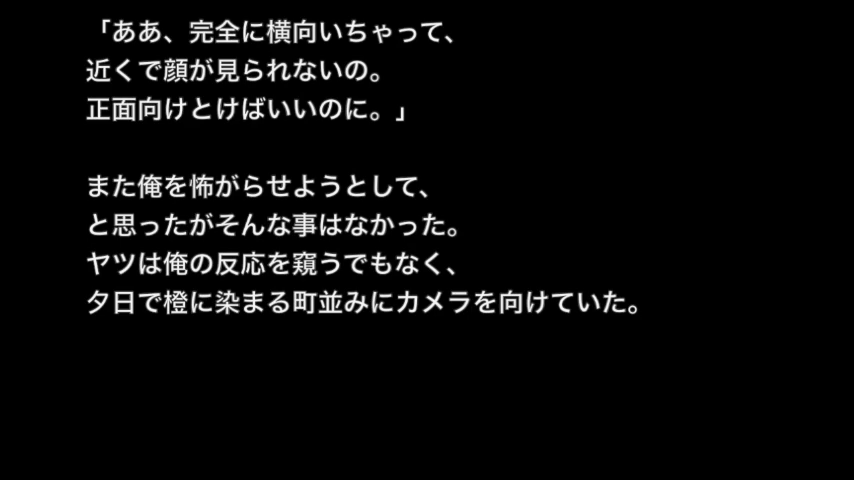 「ああ、完全に横向いちゃって、
近くで顔が見られないの。
正面向けとけばいいのに。」
また俺を怖がらせようとして、
と思ったがそんな事はなかった。
ヤツは俺の反応を窺うでもなく、
夕日で橙に染まる町並みにカメラを向けていた。